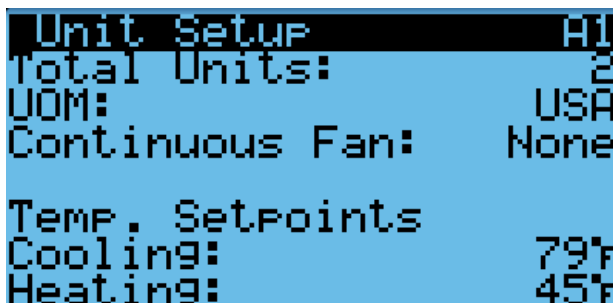 Unit Setup A1
Total Units: 2
UOM: USA
Continuous Fan: None
Temp. Setpoints
Cooling: 79°F
Heating: 45°F